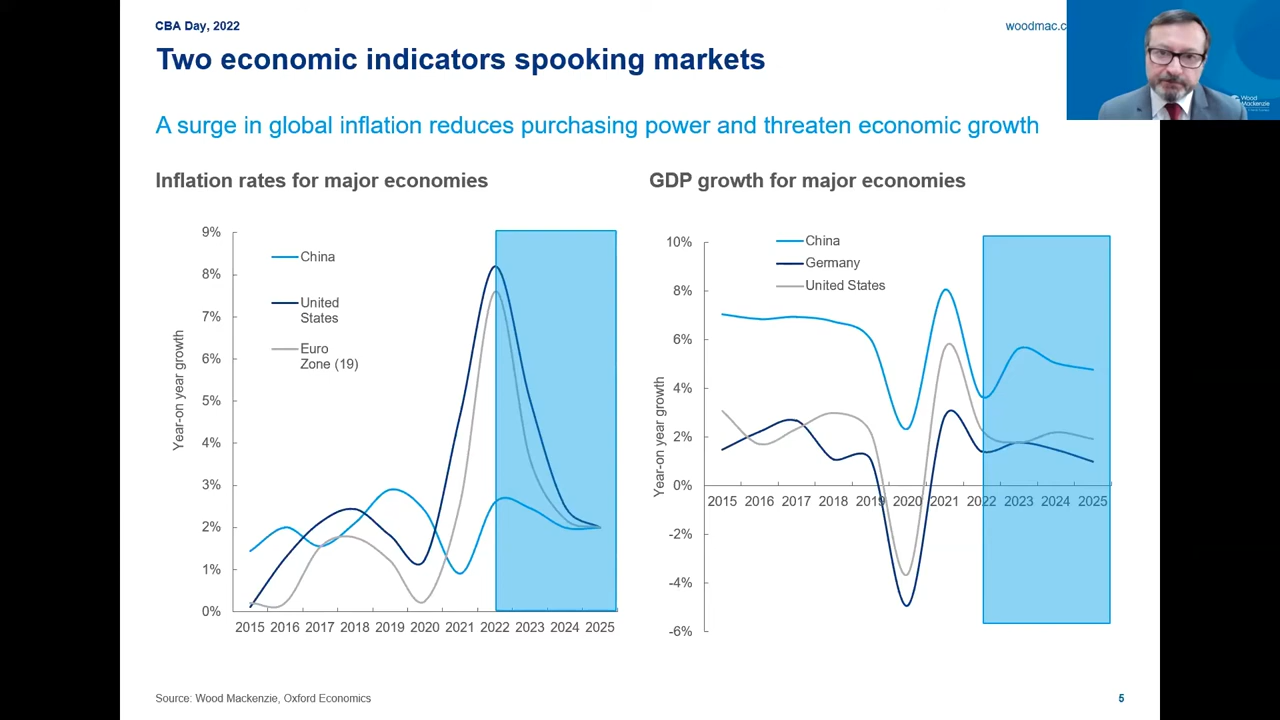 CBA Day, 2022
woodmac.c
Two economic indicators spooking markets
Wood
Mackenzie
A surge in global inflation reduces purchasing power and threaten economic growth
Inflation rates for major economies
9%
8%
7%
6%
5%
4%
3%
2%
1%
0%
Year-on year growth
China
United
States
Euro
Zone (19)
2015 2016 2017 2018 2019 2020 2021 2022 2023 2024 2025
GDP growth for major economies
10%
8%
6%
4%
2%
0%
-2%
-4%
-6%
Year-on year growth
China
Germany
United States
2015 2016 2017 2018 2019 2020 2021 2022 2023 2024 2025
Source: Wood Mackenzie, Oxford Economics
5